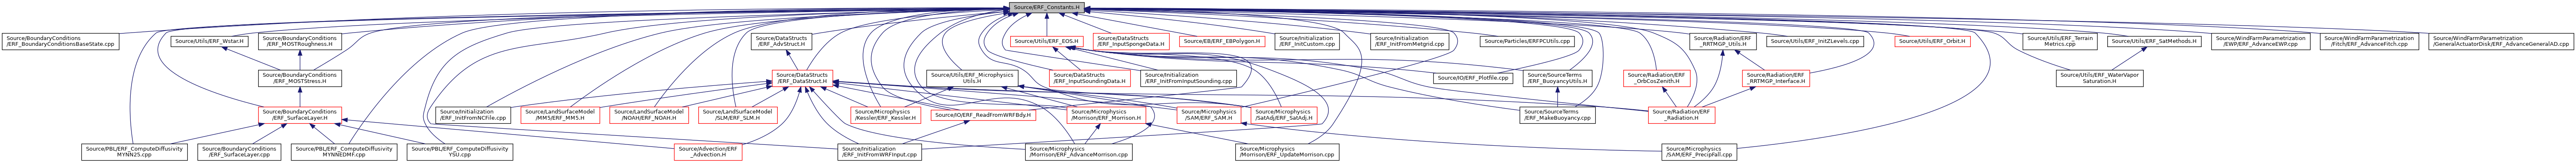 Source/ERF_Constants.H
Source/BoundaryConditions
/ERF_BoundaryConditionsBaseState.cpp
Source/Utils/ERF_Wstar.H
Source/BoundaryConditions
/ERF_MOSTRoughness.H
Source/DataStructs
/ERF_AdvStruct.H
Source/Utils/ERF_EOS.H
Source/DataStructs
/ERF_InputSpongeData.H
Source/EB/ERF_EBPolygon.H
Source/Initialization
/ERF_InitCustom.cpp
Source/Initialization
/ERF_InitFromMetgrid.cpp
Source/Particles/ERFPCUtils.cpp
Source/Radiation/ERF
_RRTMGP_Utils.H
Source/Utils/ERF_InitZLevels.cpp
Source/Utils/ERF_Orbit.H
Source/Utils/ERF_Terrain
Metrics.cpp
Source/Utils/ERF_SatMethods.H
Source/WindFarmParametrization
/EWP/ERF_AdvanceEWP.cpp
Source/WindFarmParametrization
/Fitch/ERF_AdvanceFitch.cpp
Source/WindFarmParametrization
/GeneralActuatorDisk/ERF_AdvanceGeneralAD.cpp
Source/BoundaryConditions
/ERF_MOSTStress.H
Source/DataStructs
/ERF_DataStruct.H
Source/Utils/ERF_Microphysics
Utils.H
Source/DataStructs
/ERF_InputSoundingData.H
Source/Initialization
/ERF_InitFromInputSounding.cpp
Source/IO/ERF_Plotfile.cpp
Source/SourceTerms
/ERF_BuoyancyUtils.H
Source/Radiation/ERF
_OrbCosZenith.H
Source/Radiation/ERF
_RRTMGP_Interface.H
Source/Utils/ERF_WaterVapor
Saturation.H
Source/BoundaryConditions
/ERF_SurfaceLayer.H
Source/Initialization
/ERF_InitFromNCFile.cpp
Source/LandSurfaceModel
/MM5/ERF_MM5.H
Source/LandSurfaceModel
/NOAH/ERF_NOAH.H
Source/LandSurfaceModel
/SLM/ERF_SLM.H
Source/Microphysics
/Kessler/ERF_Kessler.H
Source/IO/ERF_ReadFromWRFBdy.H
Source/Microphysics
/Morrison/ERF_Morrison.H
Source/Microphysics
/SAM/ERF_SAM.H
Source/Microphysics
/SatAdj/ERF_SatAdj.H
Source/SourceTerms
/ERF_MakeBuoyancy.cpp
Source/Radiation/ERF
_Radiation.H
Source/PBL/ERF_ComputeDiffusivity
MYNN25.cpp
Source/BoundaryConditions
/ERF_SurfaceLayer.cpp
Source/PBL/ERF_ComputeDiffusivity
MYNNEDMF.cpp
Source/PBL/ERF_ComputeDiffusivity
YSU.cpp
Source/Advection/ERF
_Advection.H
Source/Initialization
/ERF_InitFromWRFInput.cpp
Source/Microphysics
/Morrison/ERF_AdvanceMorrison.cpp
Source/Microphysics
/Morrison/ERF_UpdateMorrison.cpp
Source/Microphysics
/SAM/ERF_PrecipFall.cpp